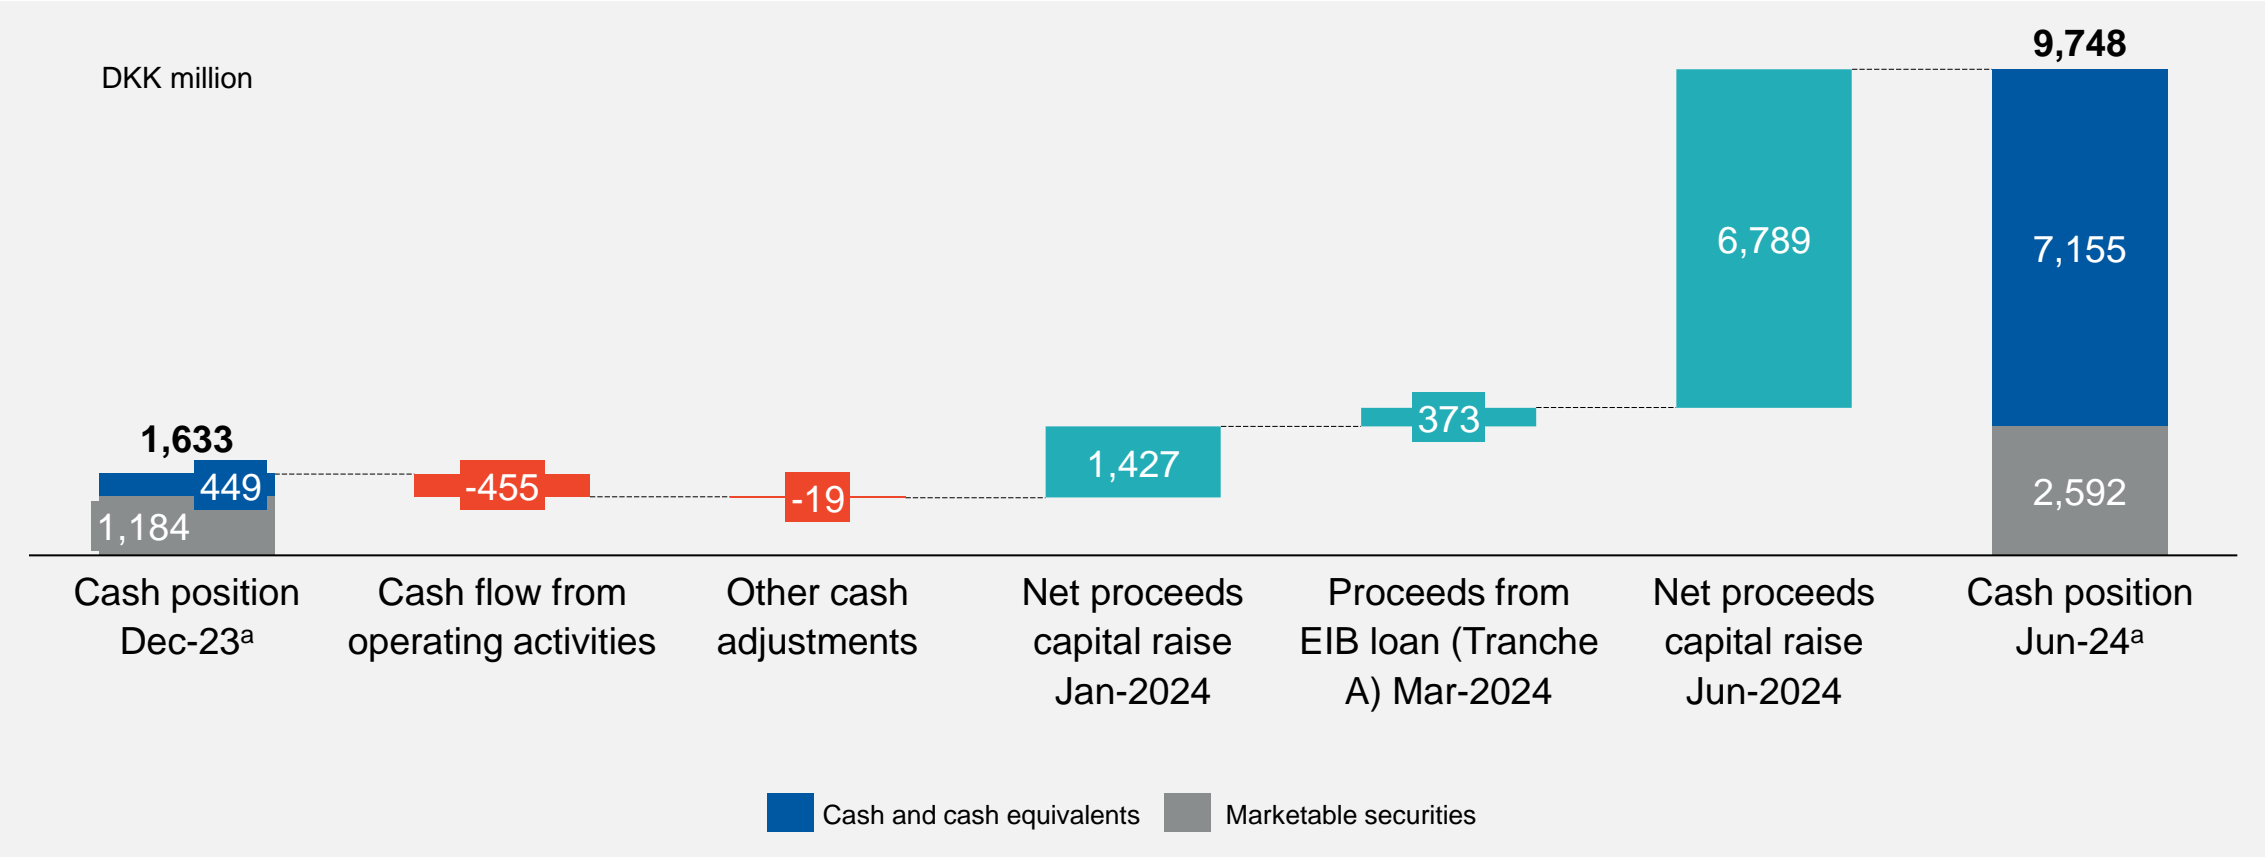 DKK million
9,748
1,633
449
1,184
-455
-19
1,427
373
6,789
7,155
2,592
Cash position
Dec-23ᵃ
Cash flow from
operating activities
Other cash
adjustments
Net proceeds
capital raise
Jan-2024
Proceeds from
EIB loan (Tranche
A) Mar-2024
Net proceeds
capital raise
Jun-2024
Cash position
Jun-24ᵃ
Cash and cash equivalents
Marketable securities